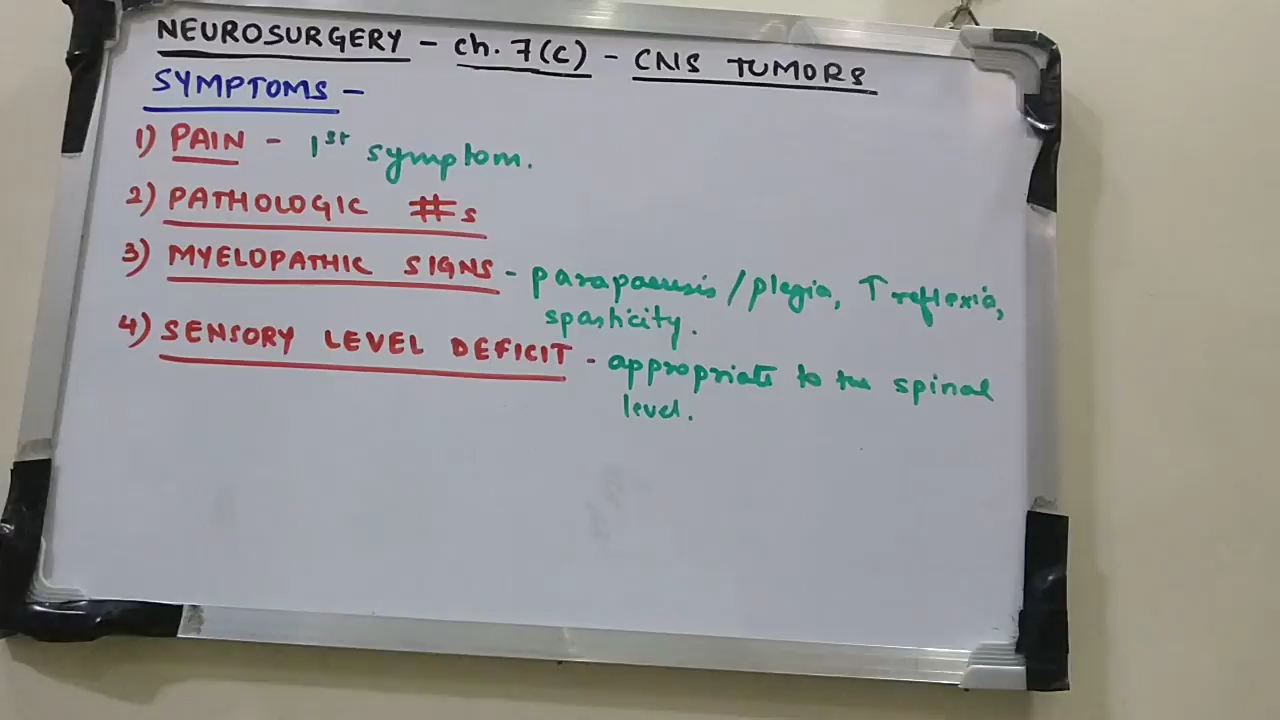 NEUROSURGERY - Ch. 7(C) - CNS TUMORS
SYMPTOMS -
1) PAIN - 1st symptom.
2) PATHOLOGIC #s
3) MYELOPATHIC SIGNS - paraparesis/plegia, ↑ reflexia,
spasticity.
4) SENSORY LEVEL DEFICIT - appropriate to the spinal
level.